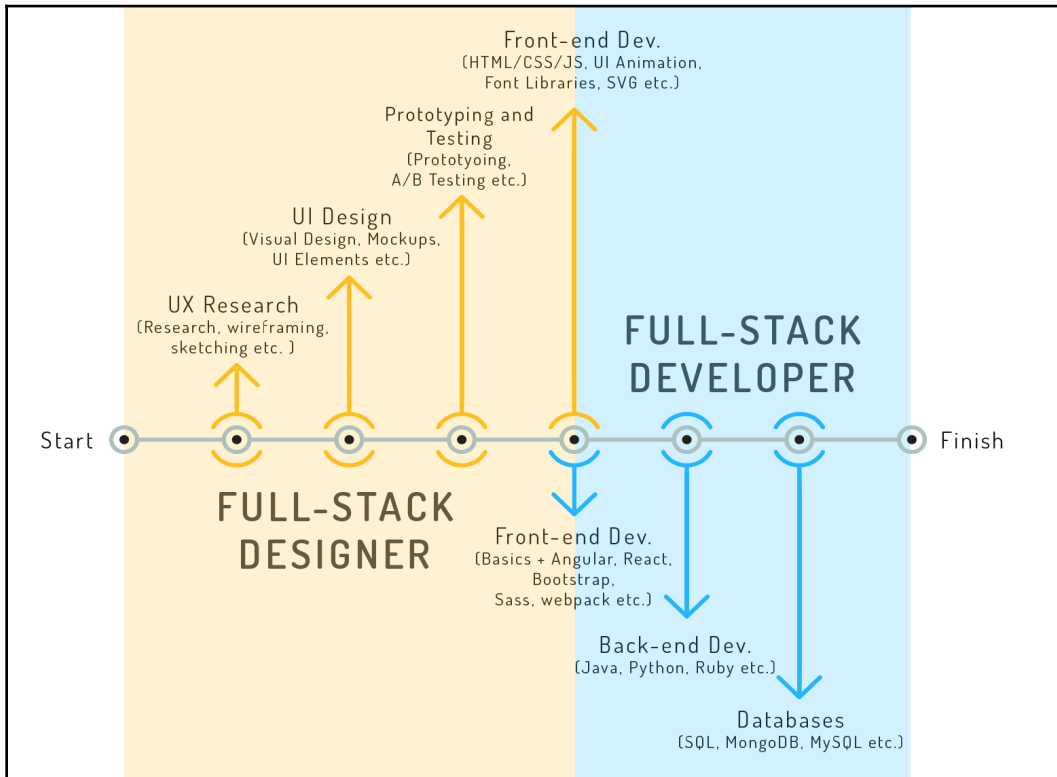 Front-end Dev.
(HTML/CSS/JS, UI Animation,
Font Libraries, SVG etc.)
Prototyping and
Testing
(Prototyoing,
A/B Testing etc.)
UI Design
(Visual Design, Mockups,
UI Elements etc.)
UX Research
(Research, wireframing,
sketching etc. )
FULL-STACK
DEVELOPER
Start
Finish
FULL-STACK
DESIGNER
Front-end Dev.
(Basics + Angular, React,
Bootstrap,
Sass, webpack etc.)
Back-end Dev.
(Java, Python, Ruby etc.)
Databases
(SQL, MongoDB, MySQL etc.)